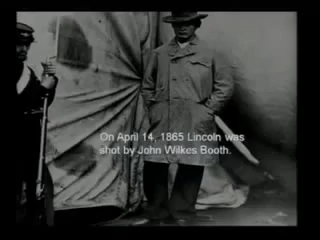 On April 14, 1865 Lincoln was
shot by John Wilkes Booth.